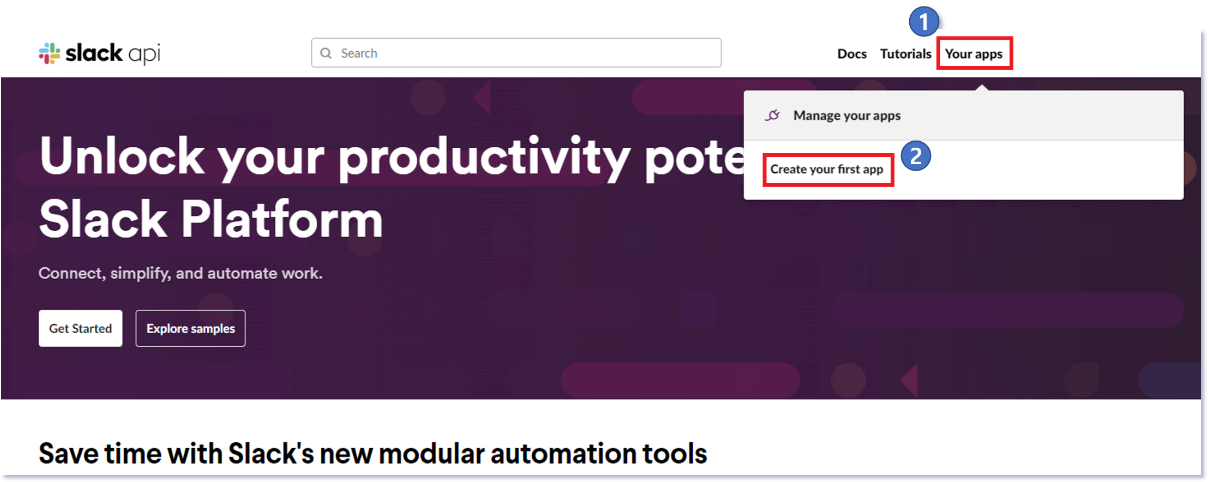 1
slack api
Search
Docs Tutorials Your apps
Manage your apps
Unlock your productivity pote
2
Create your first app
Slack Platform
Connect, simplify, and automate work.
Get Started
Explore samples
Save time with Slack's new modular automation tools